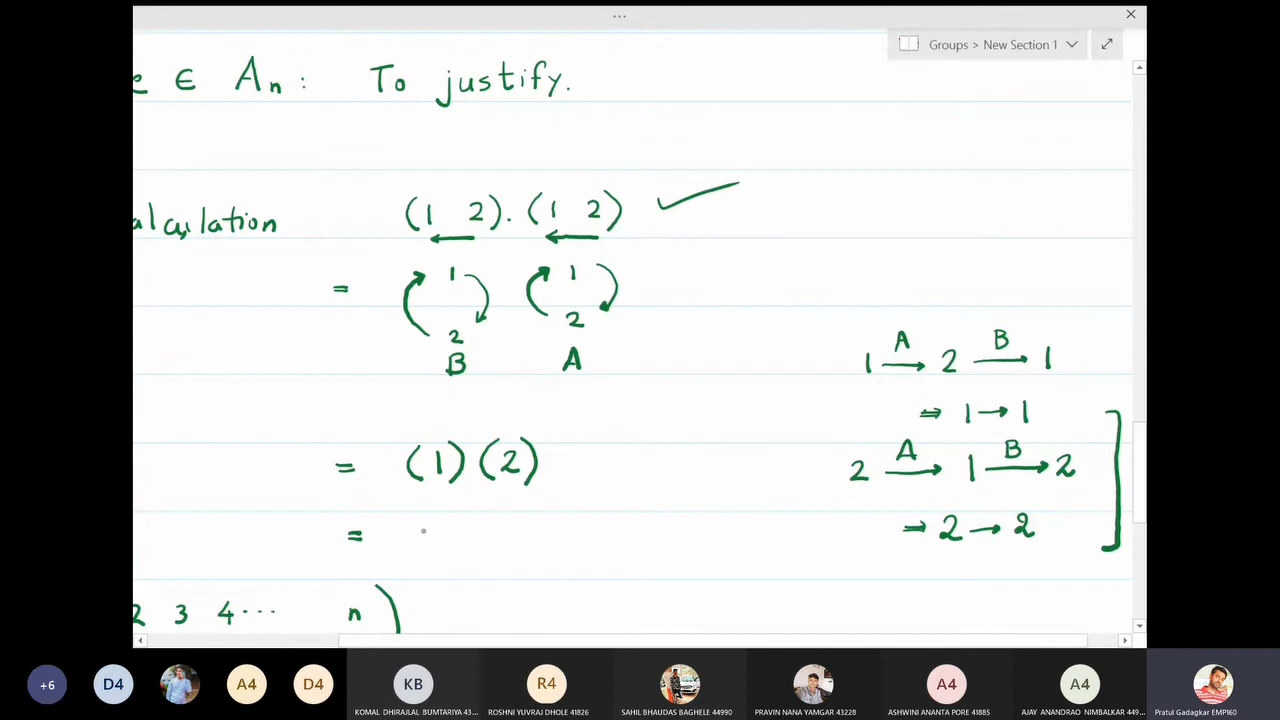 Groups > New Section 1
e ∈ An : To justify.
alculation (1 2) . (1 2) ✓
= 1 1
2 2
B A
1 A→ 2 B→ 1
⇒ 1 → 1
= (1) (2) 2 A→ 1 B→ 2
= ⇒ 2 → 2
2 3 4 ... n )
+6 D4 A4 D4 KB R4 A4 A4
KOMAL DHIRAJLAL BUMTARIYA 43... ROSHNI YUVRAJ DHOLE 41826 SAHIL BHAUDAS BAGHELE 44990 PRAVIN NANA YAMGAR 43228 ASHWINI ANANTA PORE 41885 AJAY ANANDRAO NIMBALKAR 449... Pratul Gadagkar EMP160